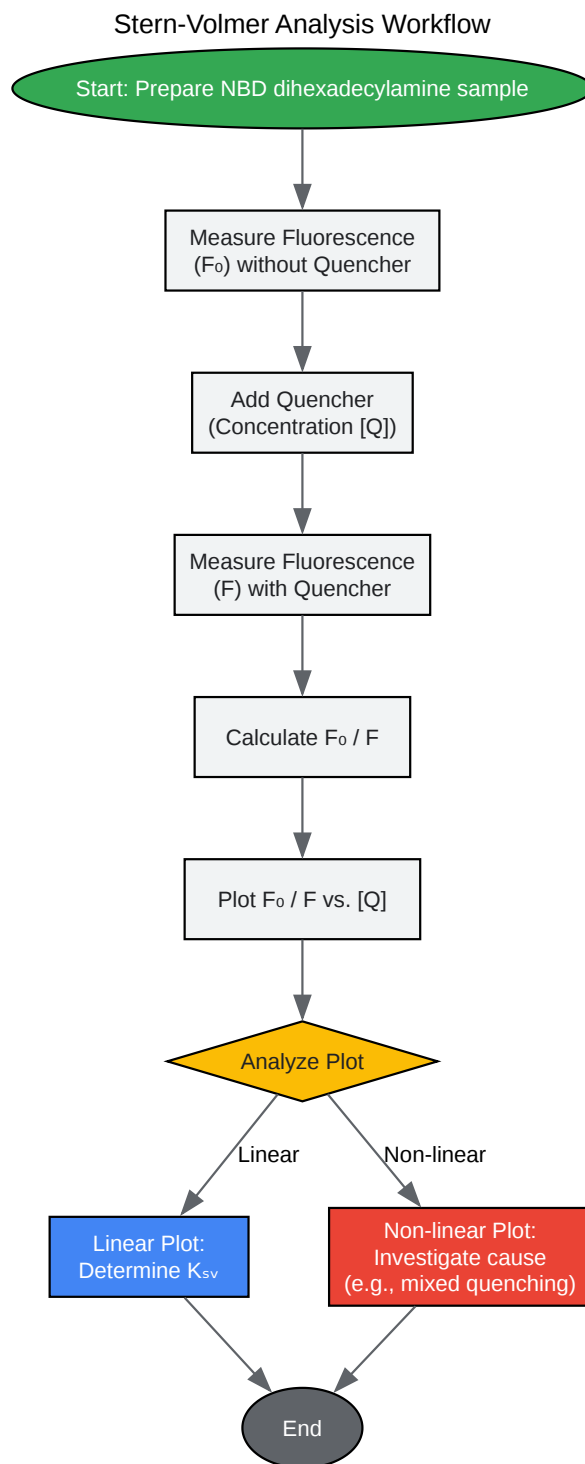 Stern-Volmer Analysis Workflow
Start: Prepare NBD dihexadecylamine sample
Measure Fluorescence
(F₀) without Quencher
Add Quencher
(Concentration [Q])
Measure Fluorescence
(F) with Quencher
Calculate F₀ / F
Plot F₀ / F vs. [Q]
Analyze Plot
Linear
Non-linear
Linear Plot:
Determine Kₛᵥ
Non-linear Plot:
Investigate cause
(e.g., mixed quenching)
End